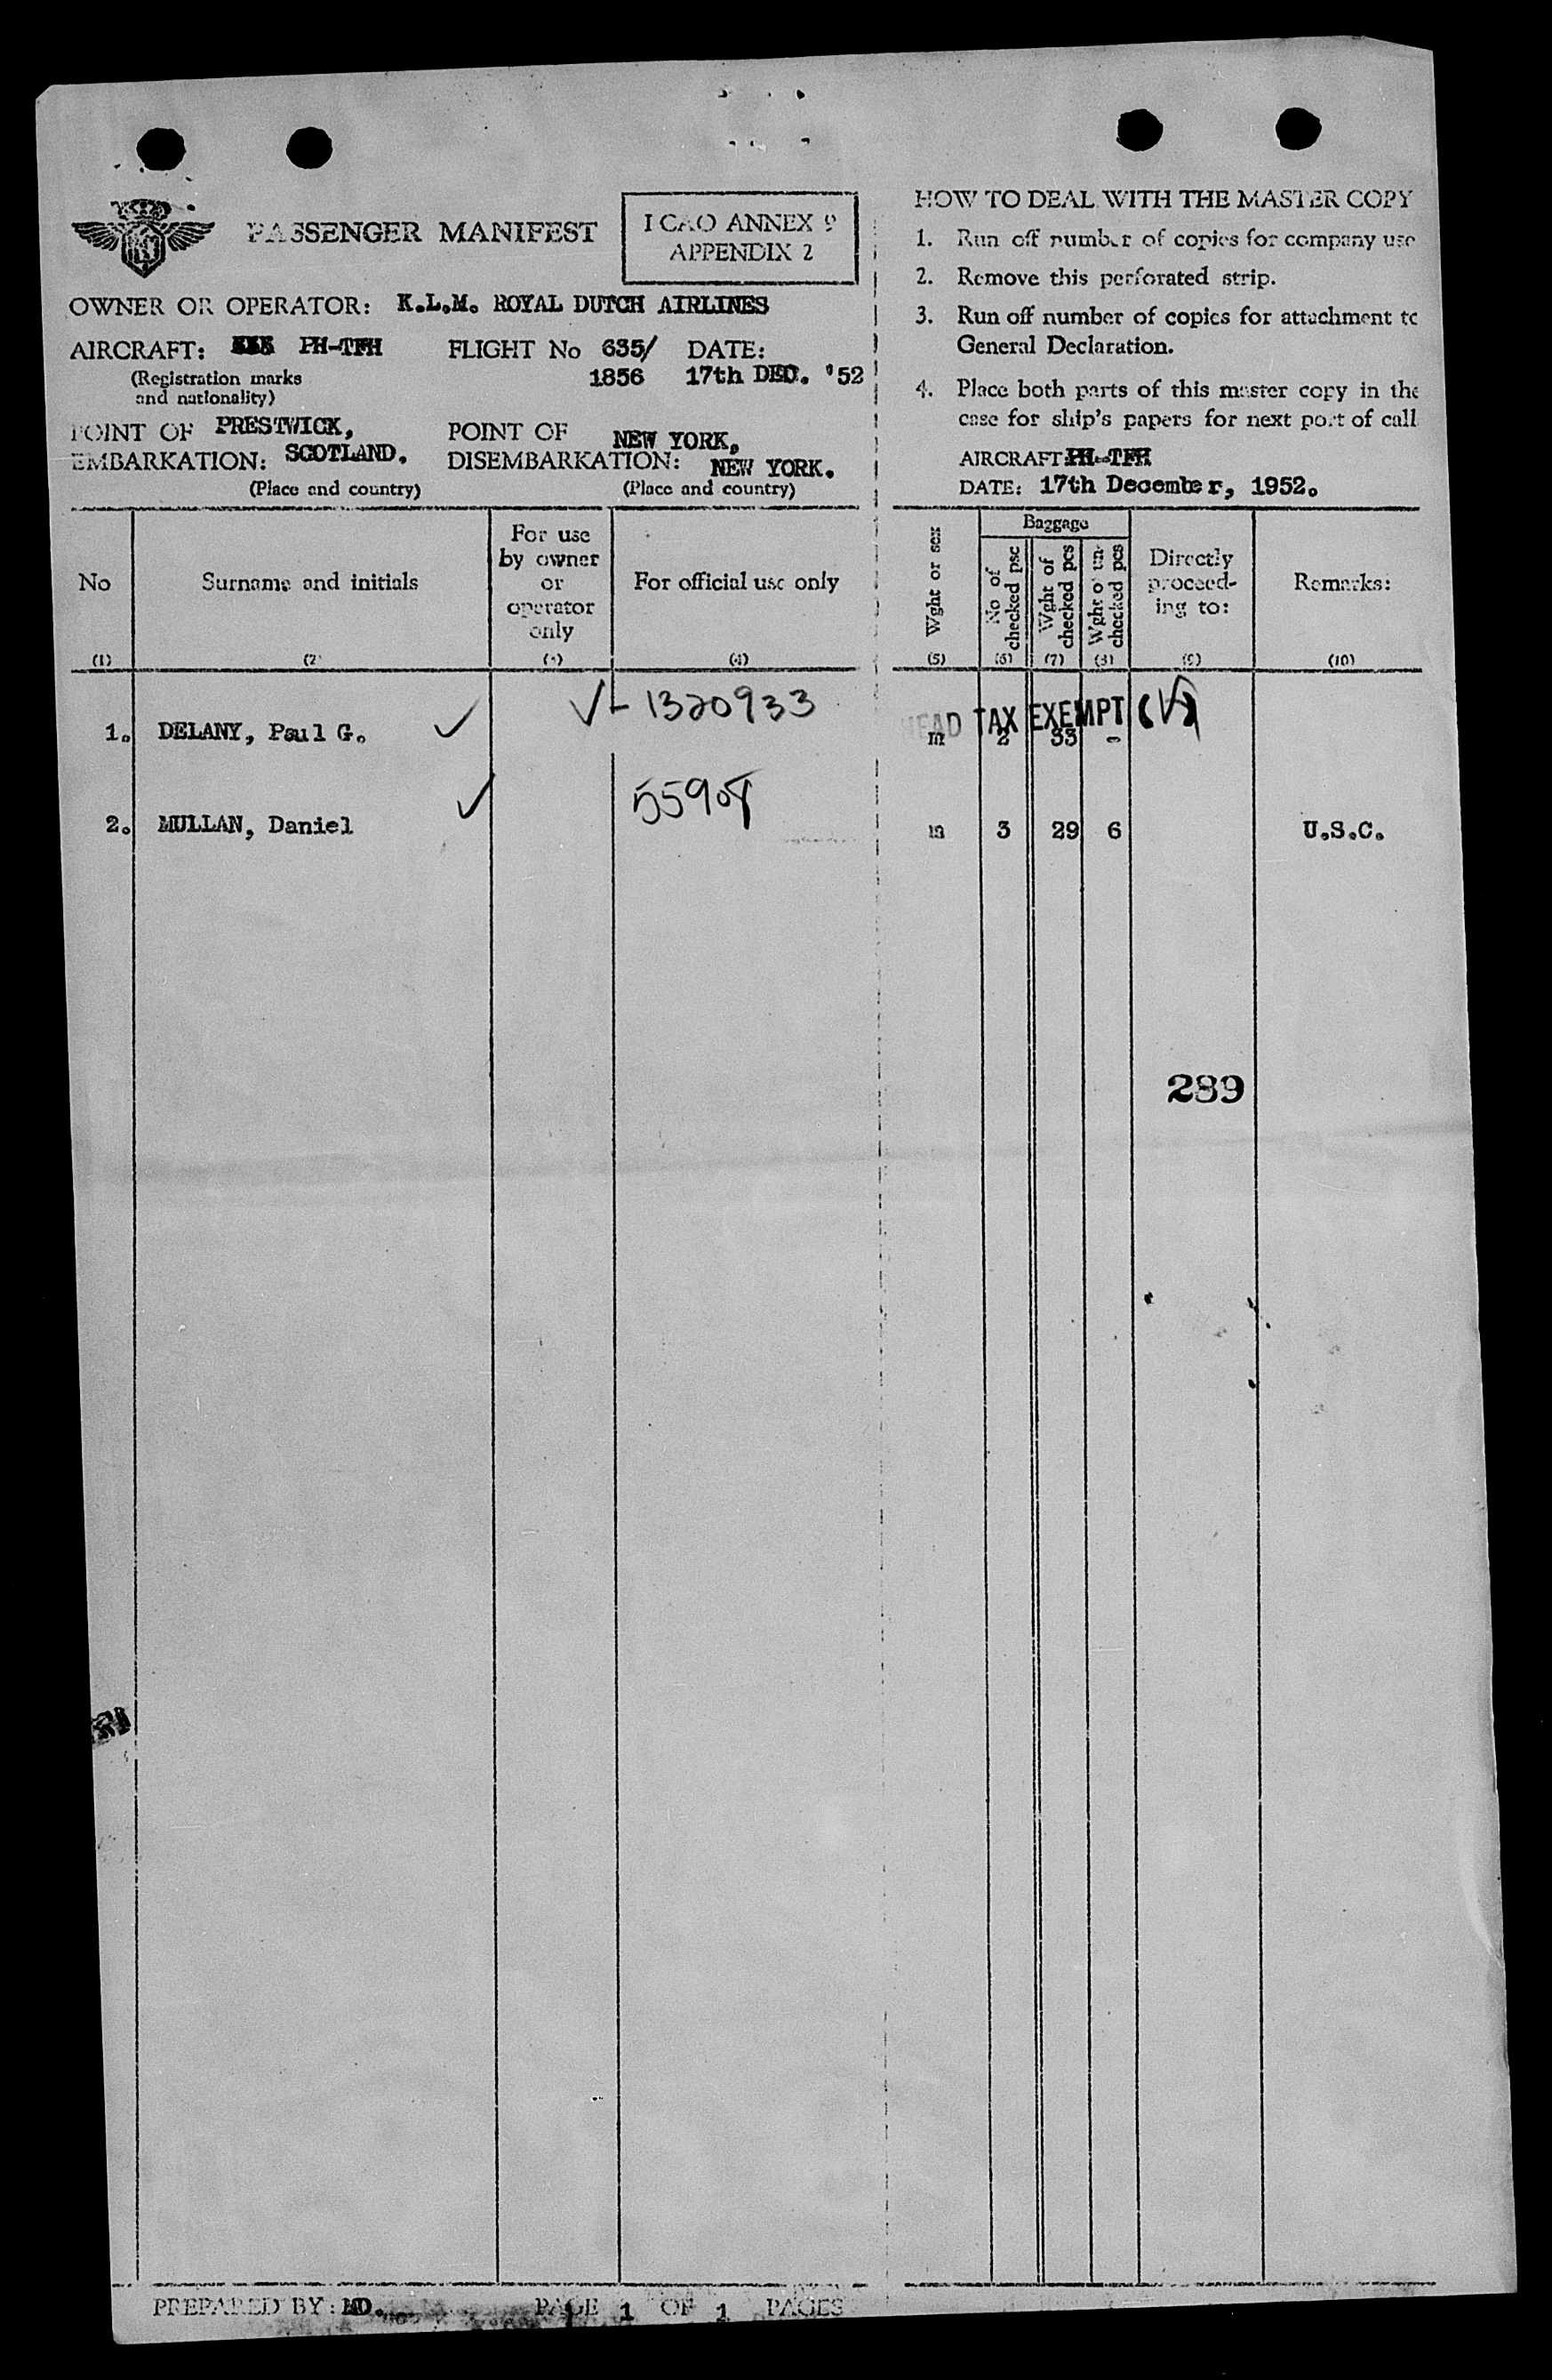 PASSENGER MANIFEST
ICAO ANNEX 9
APPENDIX 2
OWNER OR OPERATOR: K.L.M. ROYAL DUTCH AIRLINES
AIRCRAFT: PH-TFH
(Registration marks
and nationality)
FLIGHT No 635/
1856
DATE:
17th DEC. '52
POINT OF PRESTWICK,
EMBARKATION: SCOTLAND.
(Place and country)
POINT OF NEW YORK,
DISEMBARKATION: NEW YORK.
(Place and country)
HOW TO DEAL WITH THE MASTER COPY
1. Run off number of copies for company use
2. Remove this perforated strip.
3. Run off number of copies for attachment to
General Declaration.
4. Place both parts of this master copy in the
case for ship's papers for next port of call
AIRCRAFT: PH-TFH
DATE: 17th December, 1952.
No
(1)
Surname and initials
(2)
For use
by owner
or
operator
only
(3)
For official use only
(4)
Wght or sex
(5)
Baggage
No of
checked psc
(6)
Wght of
checked pcs
(7)
Wght of un-
checked pcs
(8)
Directly
proceed-
ing to:
(9)
Remarks:
(10)
V-1320933
HEAD TAX EXEMPT (V)
1. DELANY, Paul G. ✓ m 2 33 -
55908
2. MULLAN, Daniel ✓ m 3 29 6 U.S.C.
289
PREPARED BY: MD. PAGE 1 OF 1 PAGES